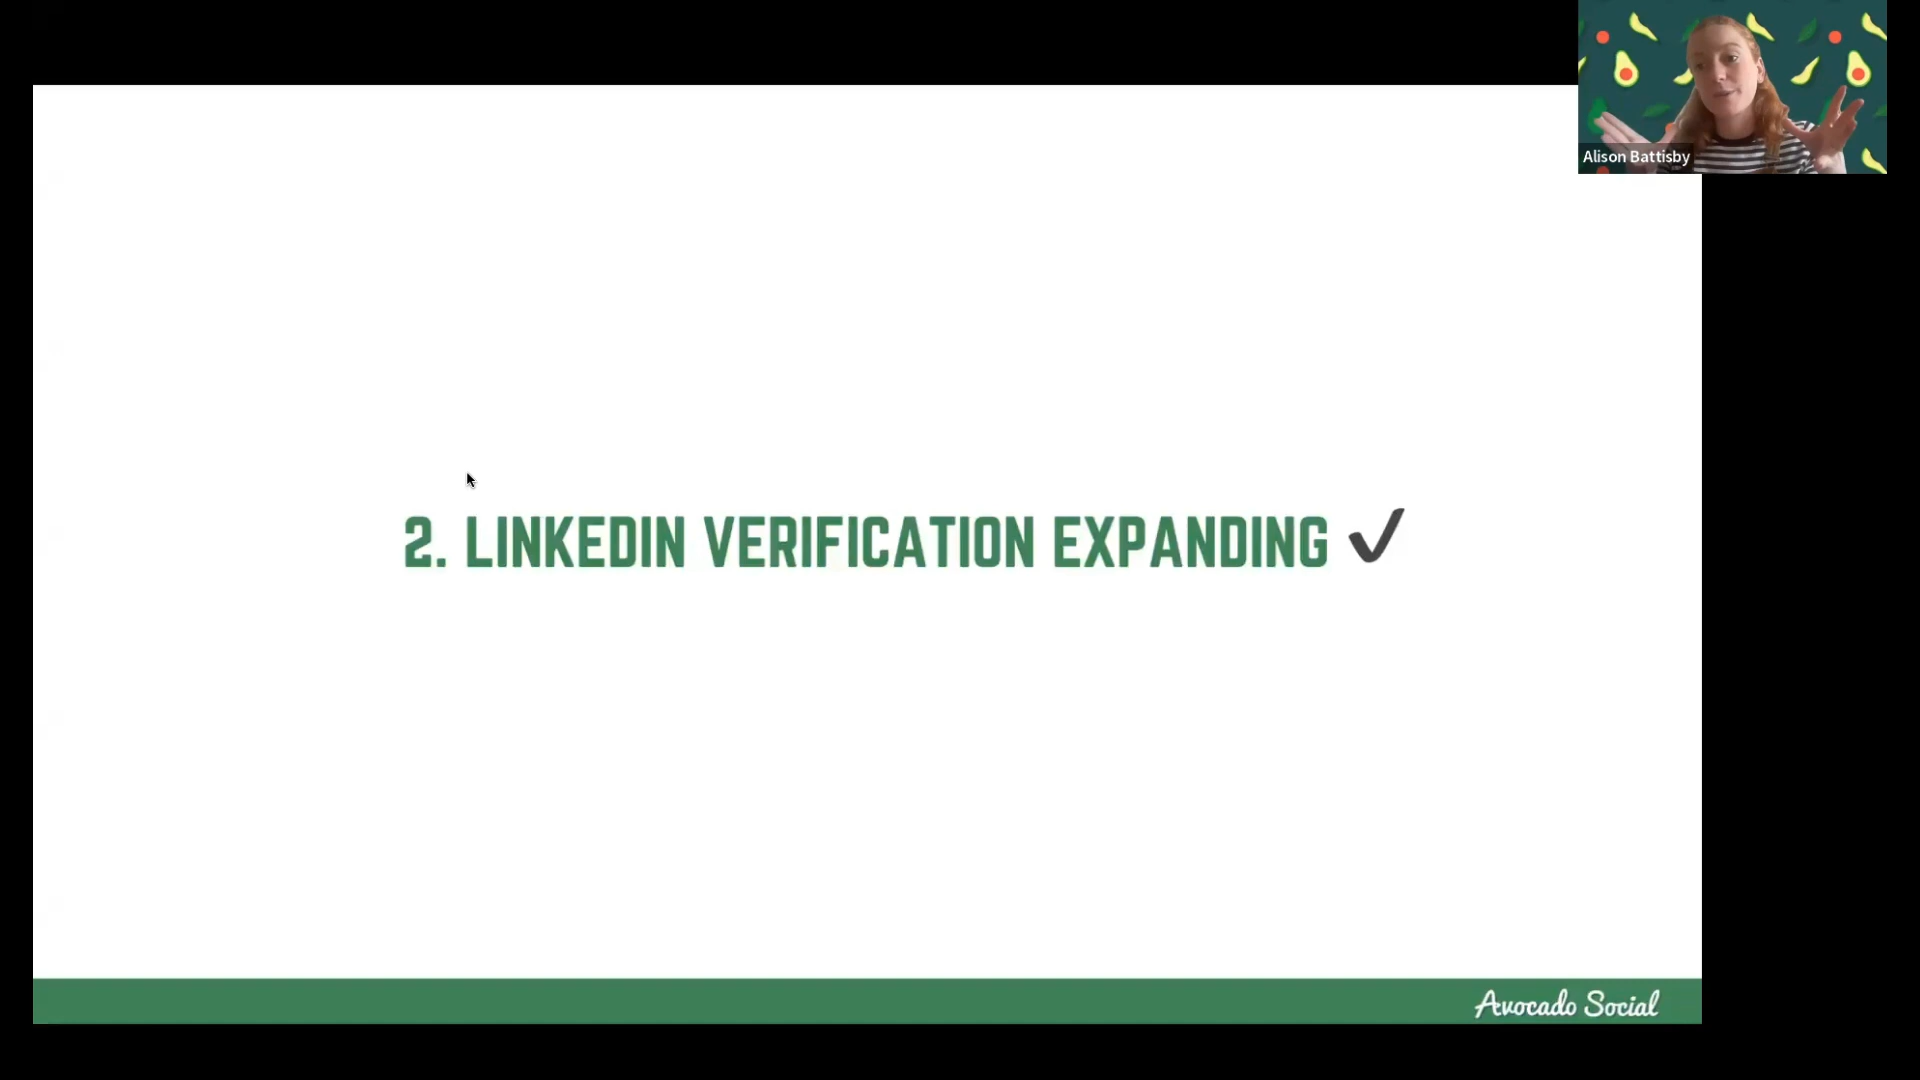 Alison Battisby
2. LINKEDIN VERIFICATION EXPANDING ✔
Avocado Social